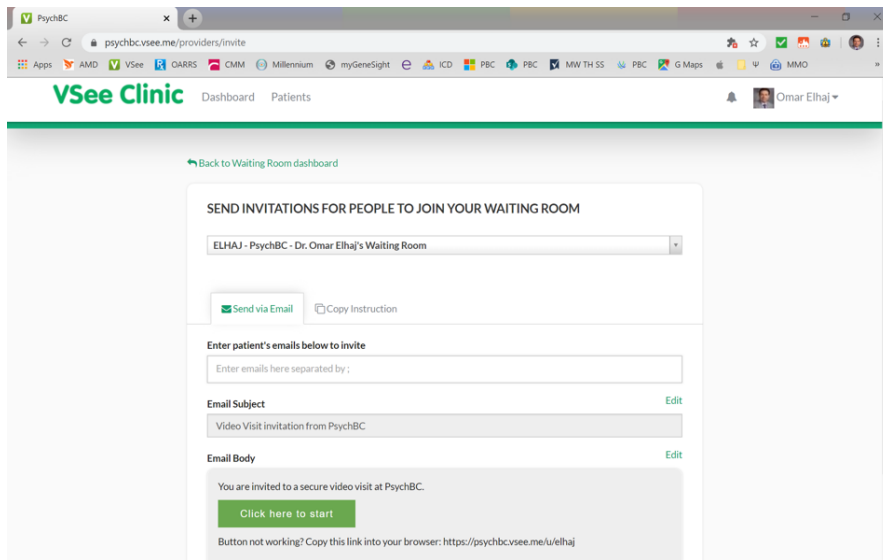 PsychBC
psychbc.vsee.me/providers/invite
Apps AMD VSee OARRS CMM Millennium myGeneSight ICD PBC PBC MW TH SS PBC G Maps MMO »
VSee Clinic Dashboard Patients Omar Elhaj
Back to Waiting Room dashboard
SEND INVITATIONS FOR PEOPLE TO JOIN YOUR WAITING ROOM
ELHAJ - PsychBC - Dr. Omar Elhaj's Waiting Room
Send via Email Copy Instruction
Enter patient's emails below to invite
Enter emails here separated by ;
Email Subject Edit
Video Visit invitation from PsychBC
Email Body Edit
You are invited to a secure video visit at PsychBC.
Click here to start
Button not working? Copy this link into your browser: https://psychbc.vsee.me/u/elhaj